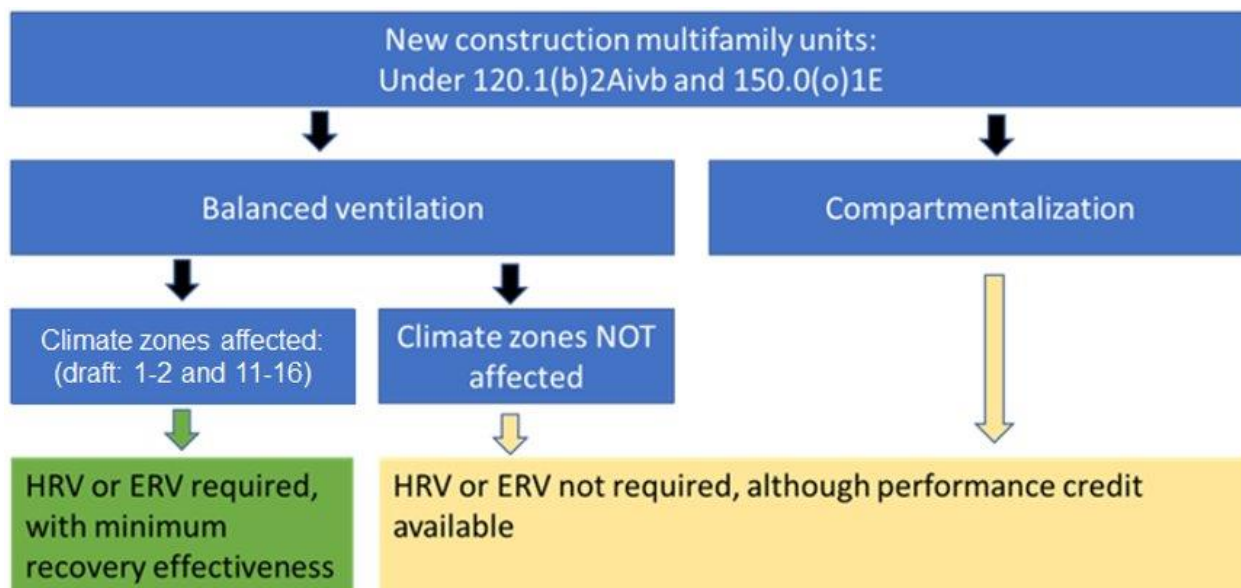 New construction multifamily units:
Under 120.1(b)2Aivb and 150.0(o)1E
Balanced ventilation
Compartmentalization
Climate zones affected:
(draft: 1-2 and 11-16)
Climate zones NOT
affected
HRV or ERV required,
with minimum
recovery effectiveness
HRV or ERV not required, although performance credit
available